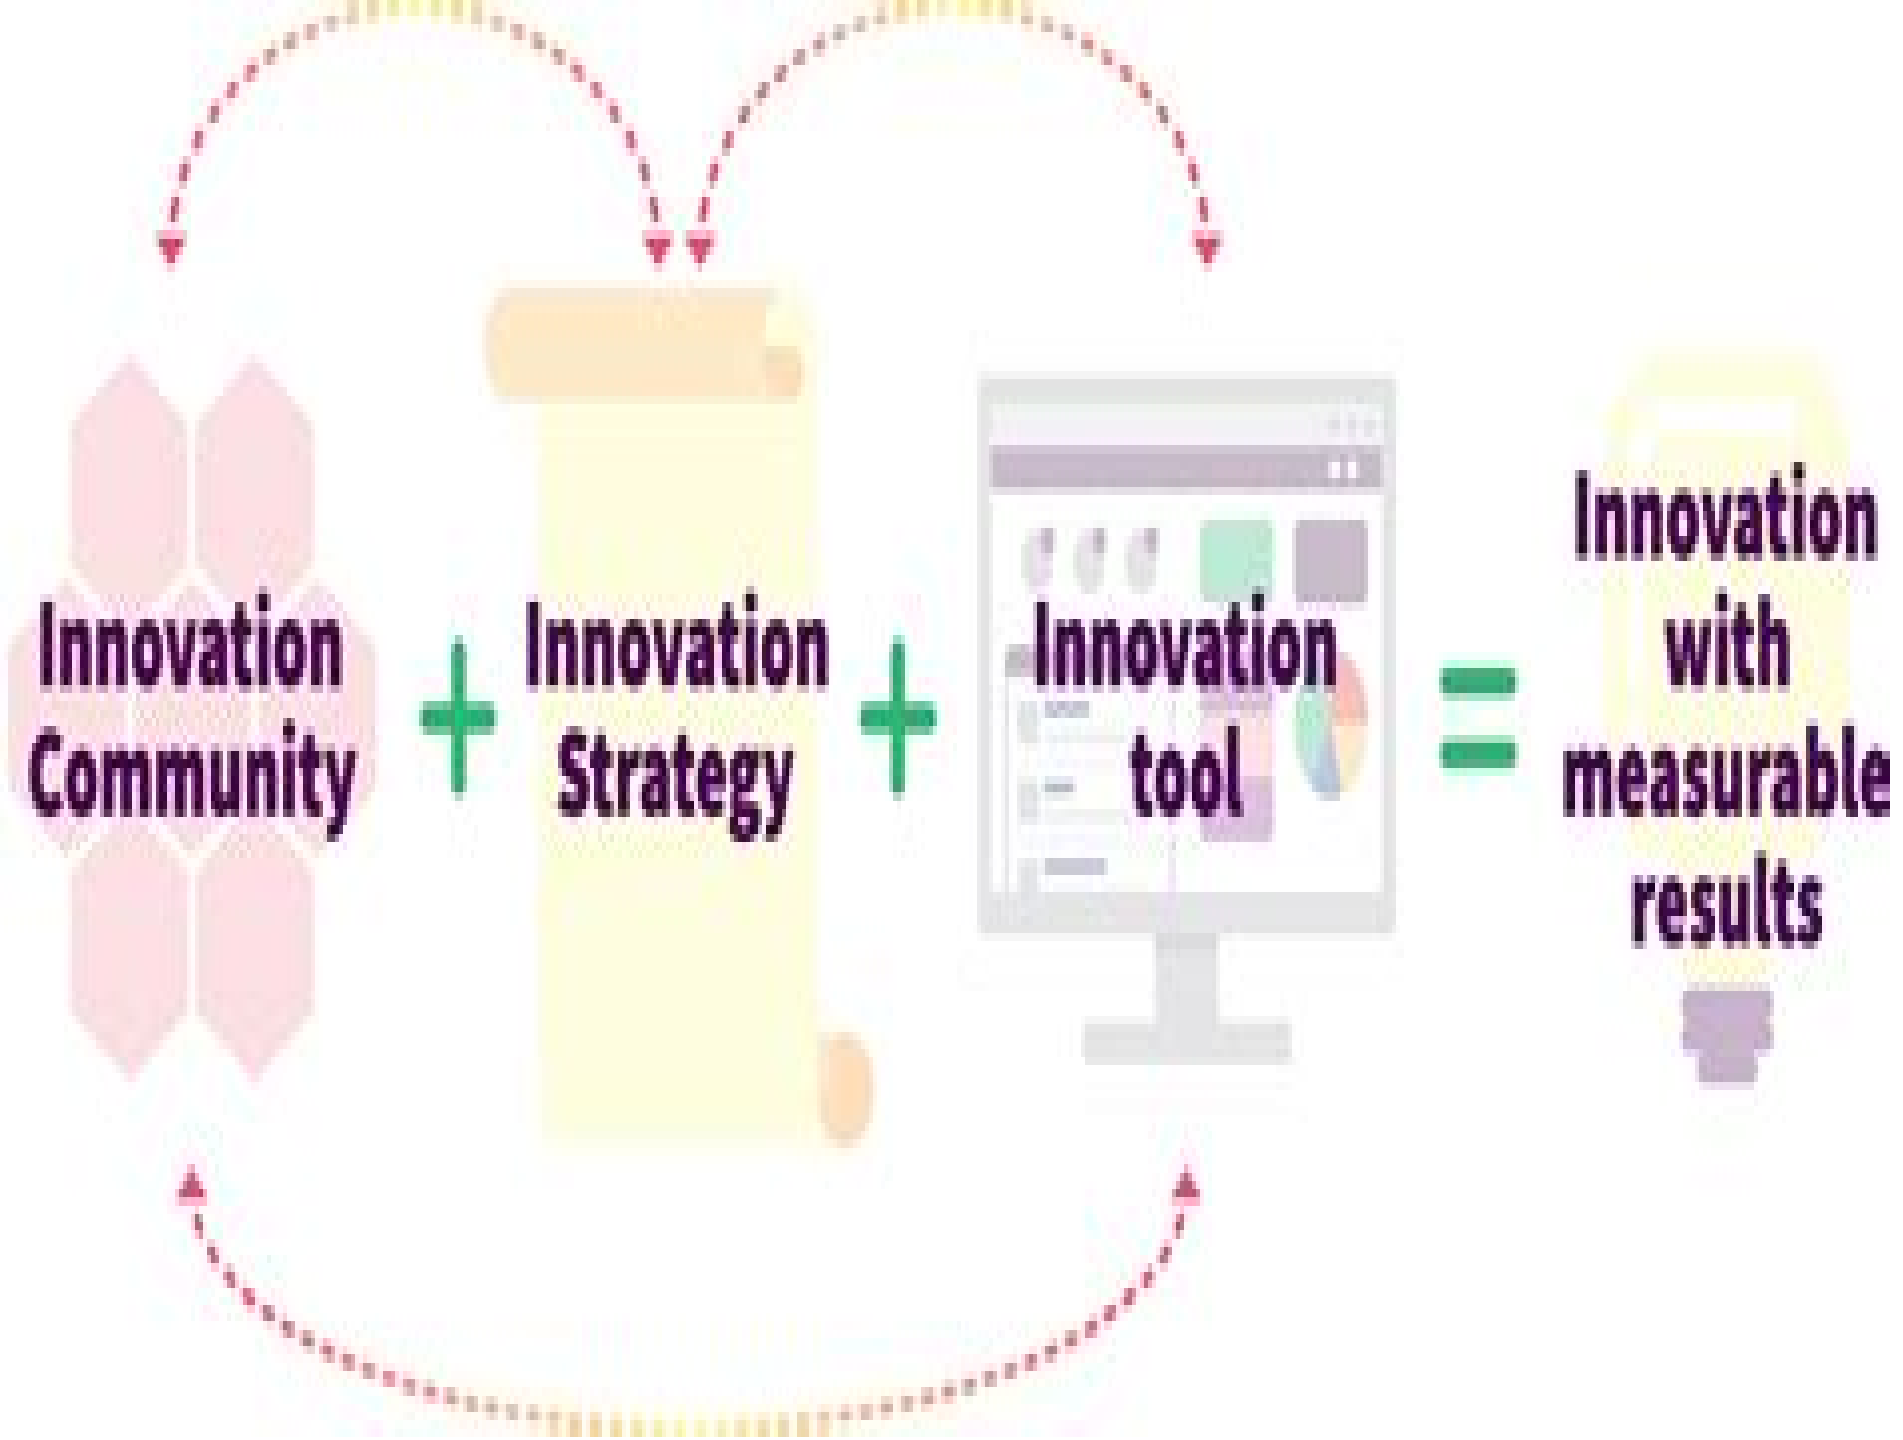 Innovation
Community
+
Innovation
Strategy
+
Innovation
tool
=
Innovation
with
measurable
results